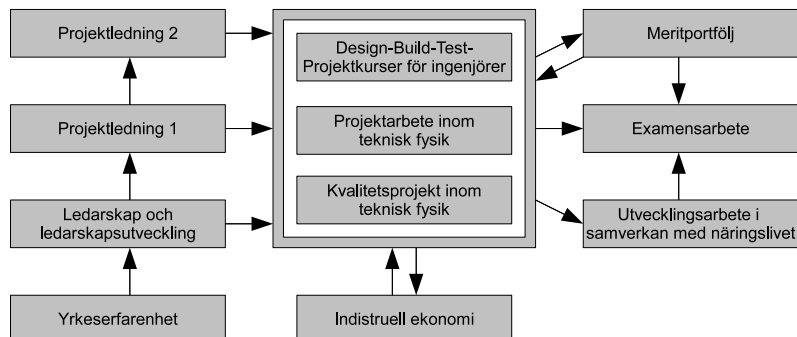 Projektledning 2
Projektledning 1
Ledarskap och
ledarskapsutveckling
Yrkeserfarenhet
Design-Build-Test-
Projektkurser för ingenjörer
Projektarbete inom
teknisk fysik
Kvalitetsprojekt inom
teknisk fysik
Indistruell ekonomi
Meritportfölj
Examensarbete
Utvecklingsarbete i
samverkan med näringslivet